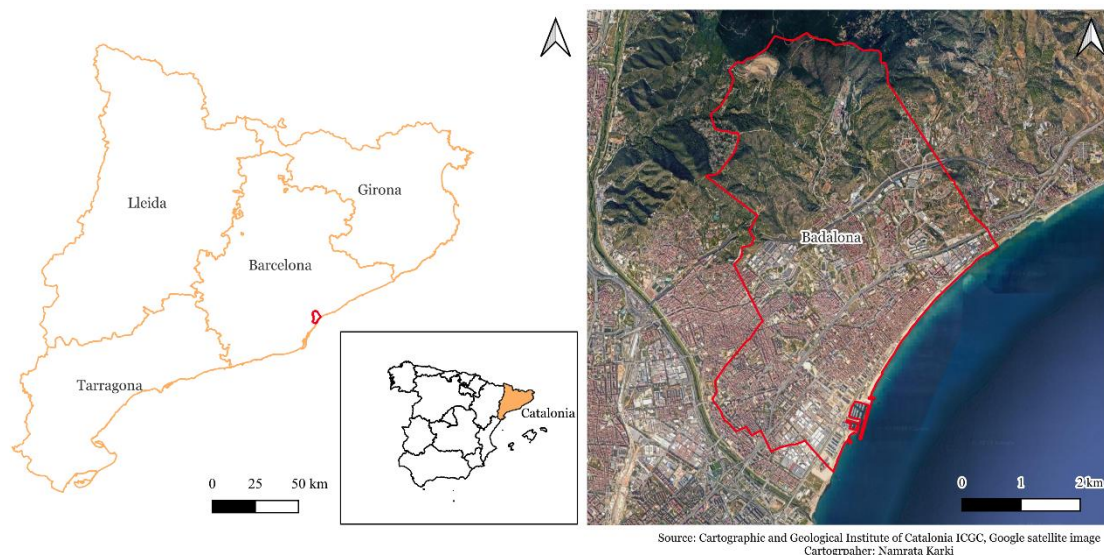 Lleida
Girona
Barcelona
Tarragona
Catalonia
0 25 50 km
Badalona
0 1 2 km
Source: Cartographic and Geological Institute of Catalonia ICGC, Google satellite image
Cartogrpaher: Namrata Karki